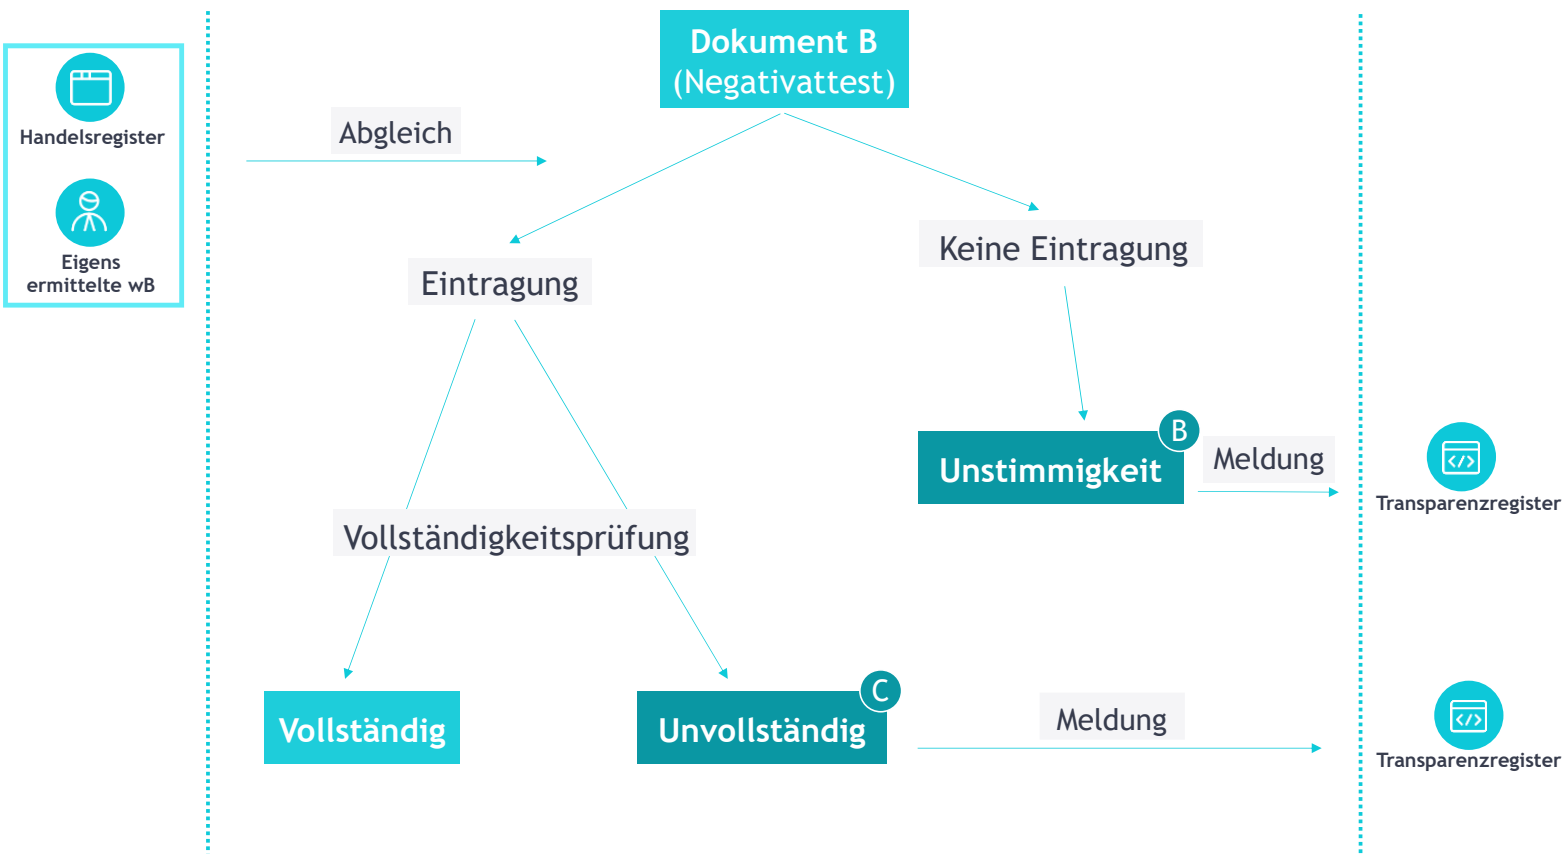 Dokument B
(Negativattest)
Handelsregister
Eigens
ermittelte wB
Abgleich
Eintragung
Keine Eintragung
B
Unstimmigkeit
Meldung
Transparenzregister
Vollständigkeitsprüfung
Vollständig
C
Unvollständig
Meldung
Transparenzregister